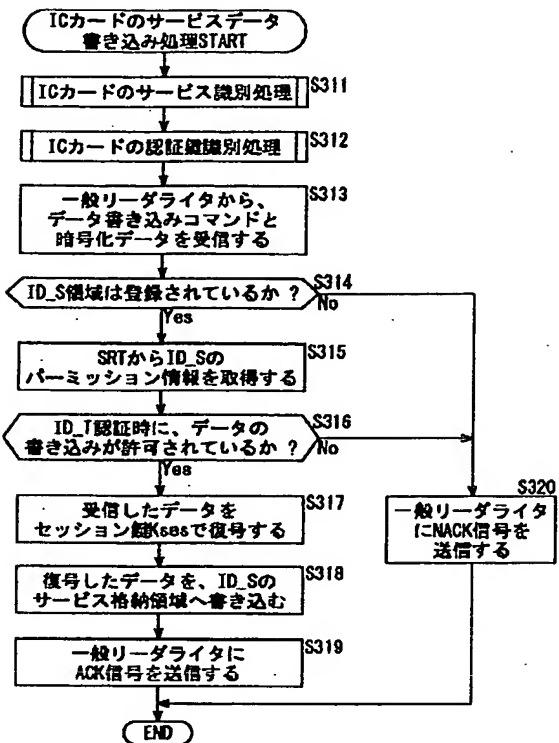 ICカードのサービスデータ
書き込み処理START
ICカードのサービス識別処理
S311
ICカードの認証鍵識別処理
S312
一般リーダライタから、
データ書き込みコマンドと
暗号化データを受信する
S313
ID_S領域は登録されているか ?
S314
No
Yes
SRTからID_Sの
パーミッション情報を取得する
S315
ID_T認証時に、データの
書き込みが許可されているか ?
S316
No
Yes
受信したデータを
セッション鍵Ksesで復号する
S317
復号したデータを、ID_Sの
サービス格納領域へ書き込む
S318
一般リーダライタに
ACK信号を送信する
S319
S320
一般リーダライタ
にNACK信号を
送信する
END